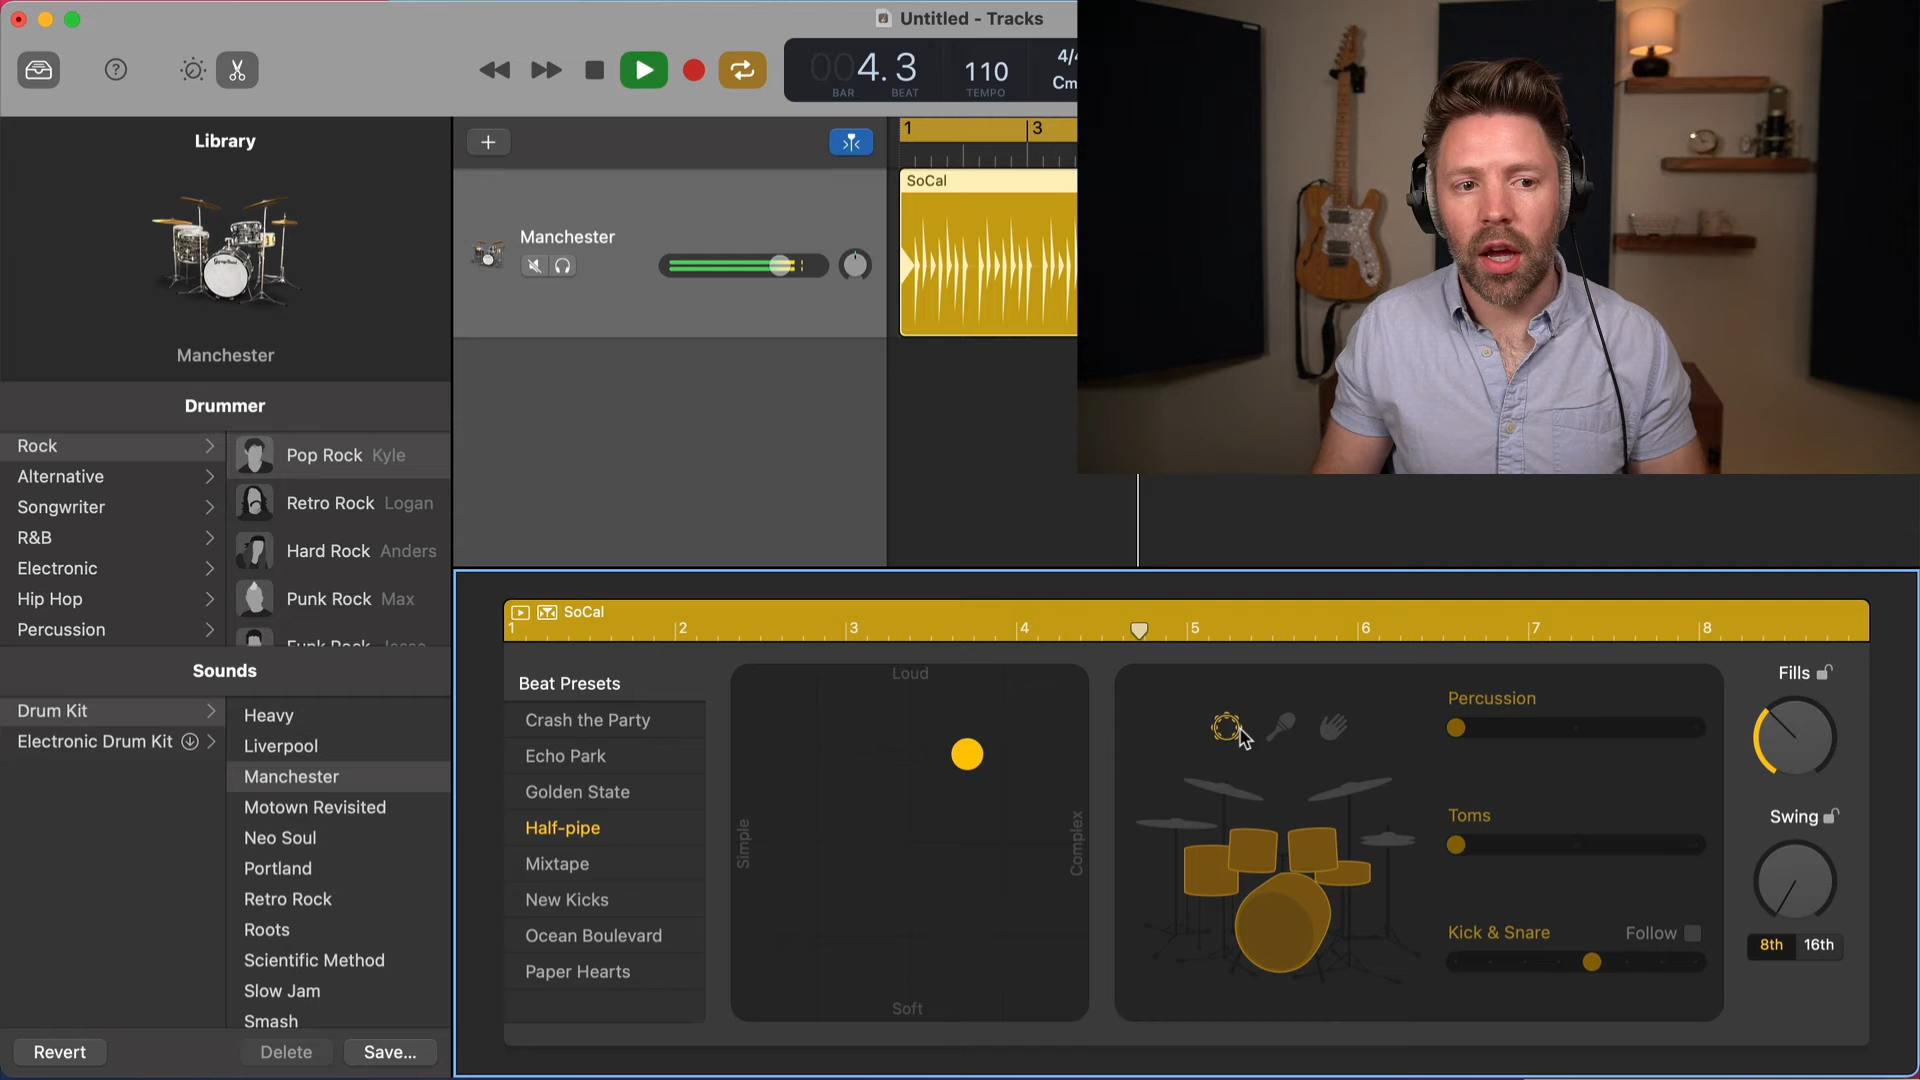 Untitled - Tracks
004.3
BAR
BEAT
110
TEMPO
4/4
Cm
Library
Manchester
Drummer
Rock
Alternative
Songwriter
R&B
Electronic
Hip Hop
Percussion
Pop Rock Kyle
Retro Rock Logan
Hard Rock Anders
Punk Rock Max
Sounds
Drum Kit
Electronic Drum Kit
Heavy
Liverpool
Manchester
Motown Revisited
Neo Soul
Portland
Retro Rock
Roots
Scientific Method
Slow Jam
Smash
Revert
Delete
Save...
Manchester
1
3
SoCal
SoCal
1 2 3 4 5 6 7 8
Beat Presets
Crash the Party
Echo Park
Golden State
Half-pipe
Mixtape
New Kicks
Ocean Boulevard
Paper Hearts
Loud
Simple
Complex
Soft
Percussion
Toms
Kick & Snare
Follow
Fills
Swing
8th
16th